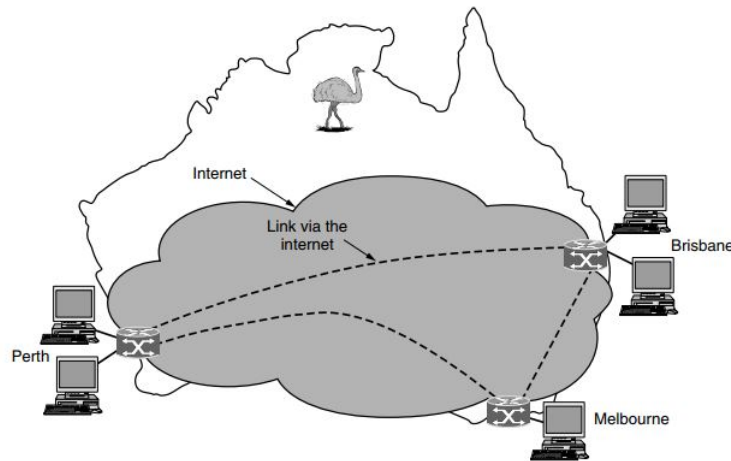 Internet
Link via the
internet
Brisbane
Perth
Melbourne